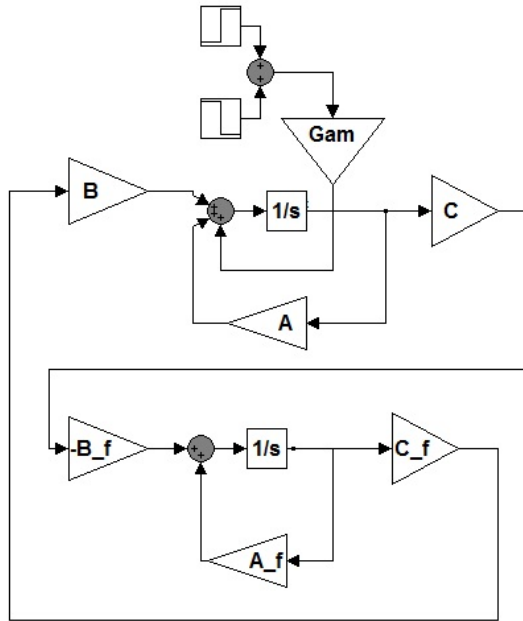 +
+
Gam
B
+
+
+
1/s
C
A
-B_f
+
+
1/s
C_f
A_f